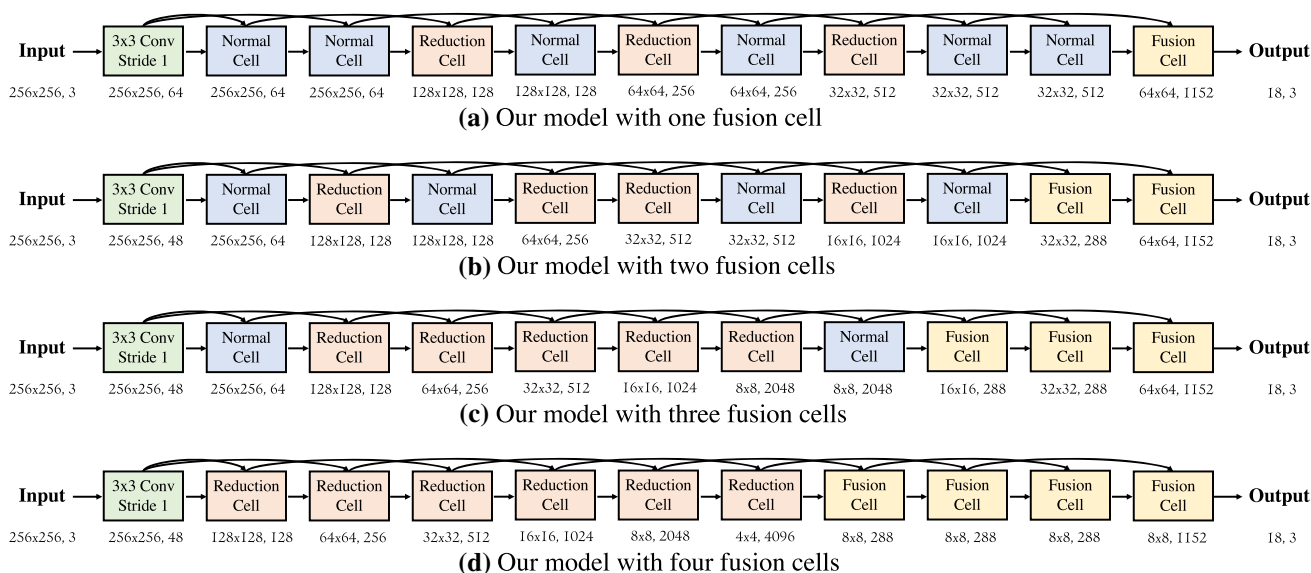 Input
3x3 Conv
Stride 1
Normal
Cell
Normal
Cell
Reduction
Cell
Normal
Cell
Reduction
Cell
Normal
Cell
Reduction
Cell
Normal
Cell
Normal
Cell
Fusion
Cell
Output
256x256, 3 256x256, 64 256x256, 64 256x256, 64 128x128, 128 128x128, 128 64x64, 256 64x64, 256 32x32, 512 32x32, 512 32x32, 512 64x64, 1152 18, 3
(a) Our model with one fusion cell
Input
3x3 Conv
Stride 1
Normal
Cell
Reduction
Cell
Normal
Cell
Reduction
Cell
Reduction
Cell
Normal
Cell
Reduction
Cell
Normal
Cell
Fusion
Cell
Fusion
Cell
Output
256x256, 3 256x256, 48 256x256, 64 128x128, 128 128x128, 128 64x64, 256 32x32, 512 32x32, 512 16x16, 1024 16x16, 1024 32x32, 288 64x64, 1152 18, 3
(b) Our model with two fusion cells
Input
3x3 Conv
Stride 1
Normal
Cell
Reduction
Cell
Reduction
Cell
Reduction
Cell
Reduction
Cell
Reduction
Cell
Normal
Cell
Fusion
Cell
Fusion
Cell
Fusion
Cell
Output
256x256, 3 256x256, 48 256x256, 64 128x128, 128 64x64, 256 32x32, 512 16x16, 1024 8x8, 2048 8x8, 2048 16x16, 288 32x32, 288 64x64, 1152 18, 3
(c) Our model with three fusion cells
Input
3x3 Conv
Stride 1
Reduction
Cell
Reduction
Cell
Reduction
Cell
Reduction
Cell
Reduction
Cell
Reduction
Cell
Fusion
Cell
Fusion
Cell
Fusion
Cell
Fusion
Cell
Output
256x256, 3 256x256, 48 128x128, 128 64x64, 256 32x32, 512 16x16, 1024 8x8, 2048 4x4, 4096 8x8, 288 8x8, 288 8x8, 288 8x8, 1152 18, 3
(d) Our model with four fusion cells